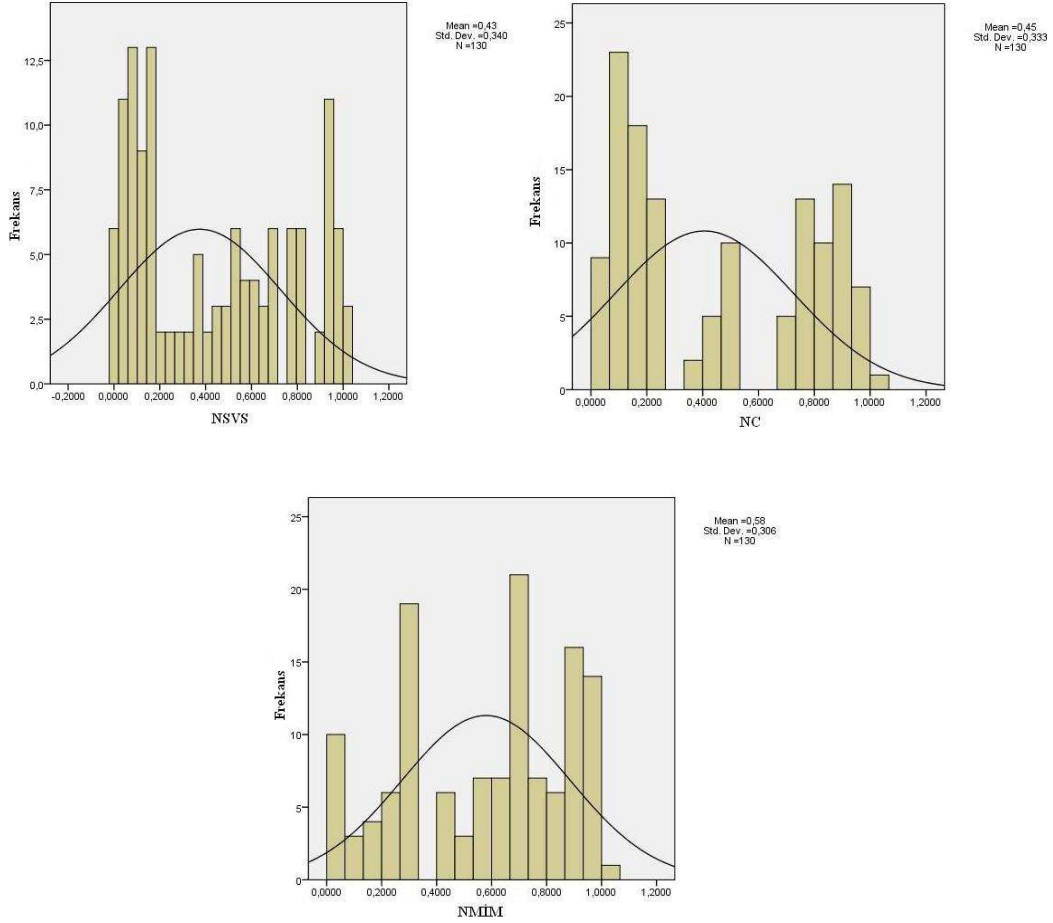 Mean =0,43
Std. Dev. =0,340
N =130
12,5
10,0
7,5
5,0
2,5
0,0
Frekans
-0,2000 0,0000 0,2000 0,4000 0,6000 0,8000 1,0000 1,2000
NSVS
Mean =0,45
Std. Dev. =0,333
N =130
25
20
15
10
5
0
Frekans
0,0000 0,2000 0,4000 0,6000 0,8000 1,0000 1,2000
NC
Mean =0,58
Std. Dev. =0,306
N =130
25
20
15
10
5
0
Frekans
0,0000 0,2000 0,4000 0,6000 0,8000 1,0000 1,2000
NMİM